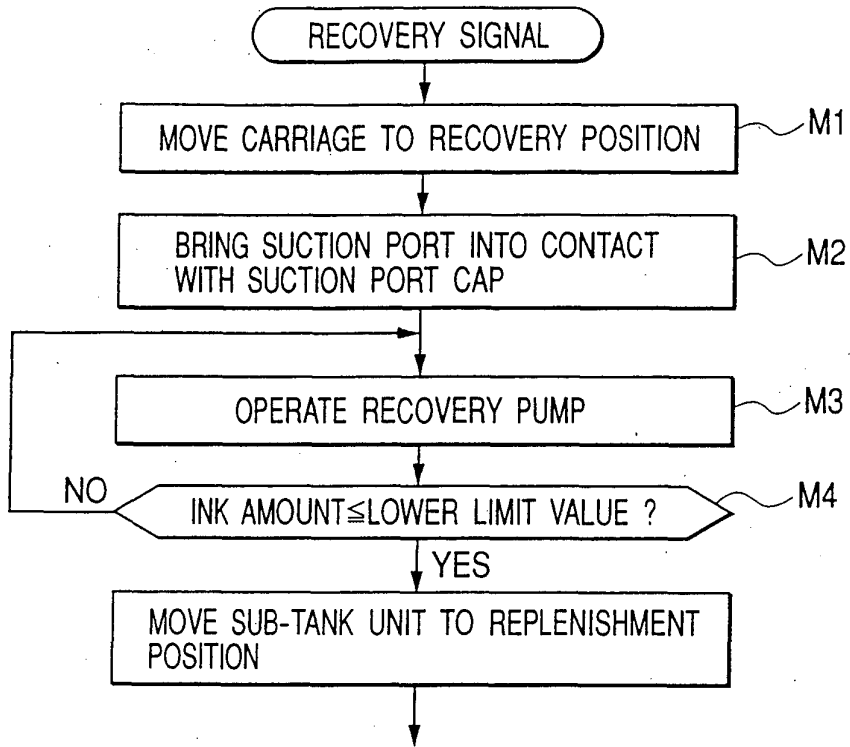 RECOVERY SIGNAL
MOVE CARRIAGE TO RECOVERY POSITION
M1
BRING SUCTION PORT INTO CONTACT
WITH SUCTION PORT CAP
M2
OPERATE RECOVERY PUMP
M3
NO
INK AMOUNT≦LOWER LIMIT VALUE ?
M4
YES
MOVE SUB-TANK UNIT TO REPLENISHMENT
POSITION